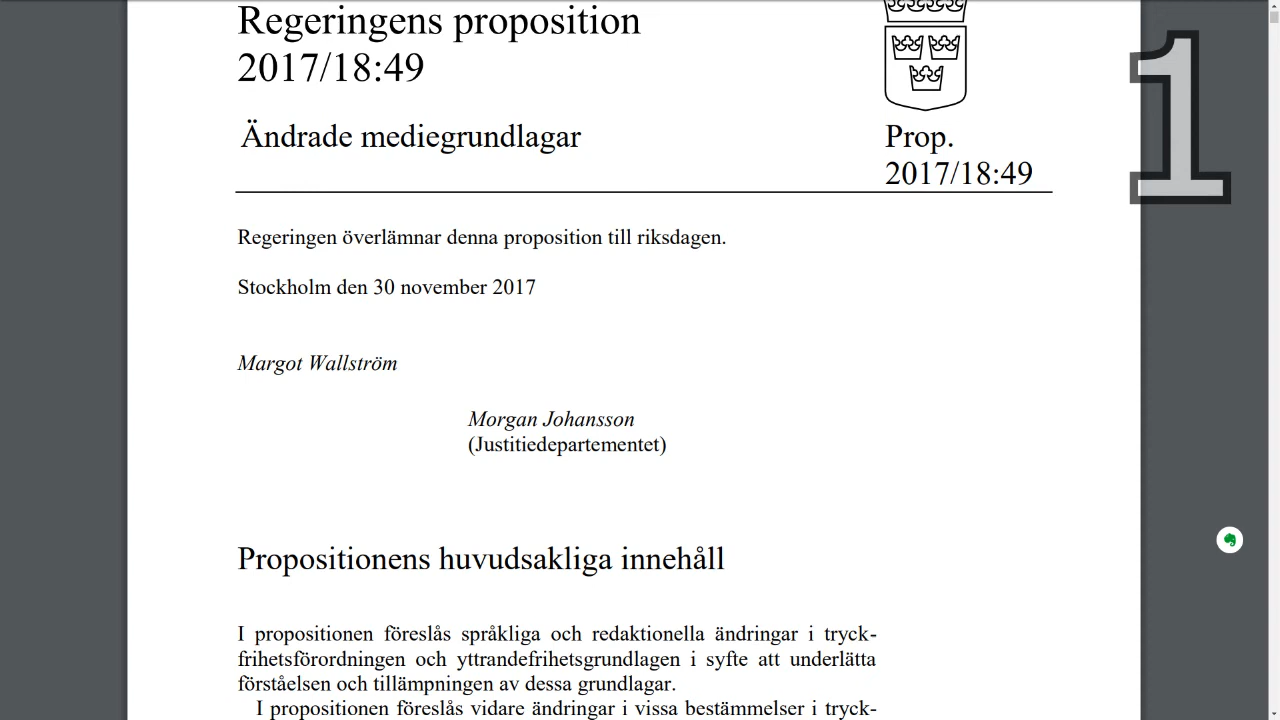 Regeringens proposition
2017/18:49
Ändrade mediegrundlagar
Prop.
2017/18:49
1
Regeringen överlämnar denna proposition till riksdagen.
Stockholm den 30 november 2017
Margot Wallström
Morgan Johansson
(Justitiedepartementet)
Propositionens huvudsakliga innehåll
I propositionen föreslås språkliga och redaktionella ändringar i tryck-
frihetsförordningen och yttrandefrihetsgrundlagen i syfte att underlätta
förståelsen och tillämpningen av dessa grundlagar.
I propositionen föreslås vidare ändringar i vissa bestämmelser i tryck-